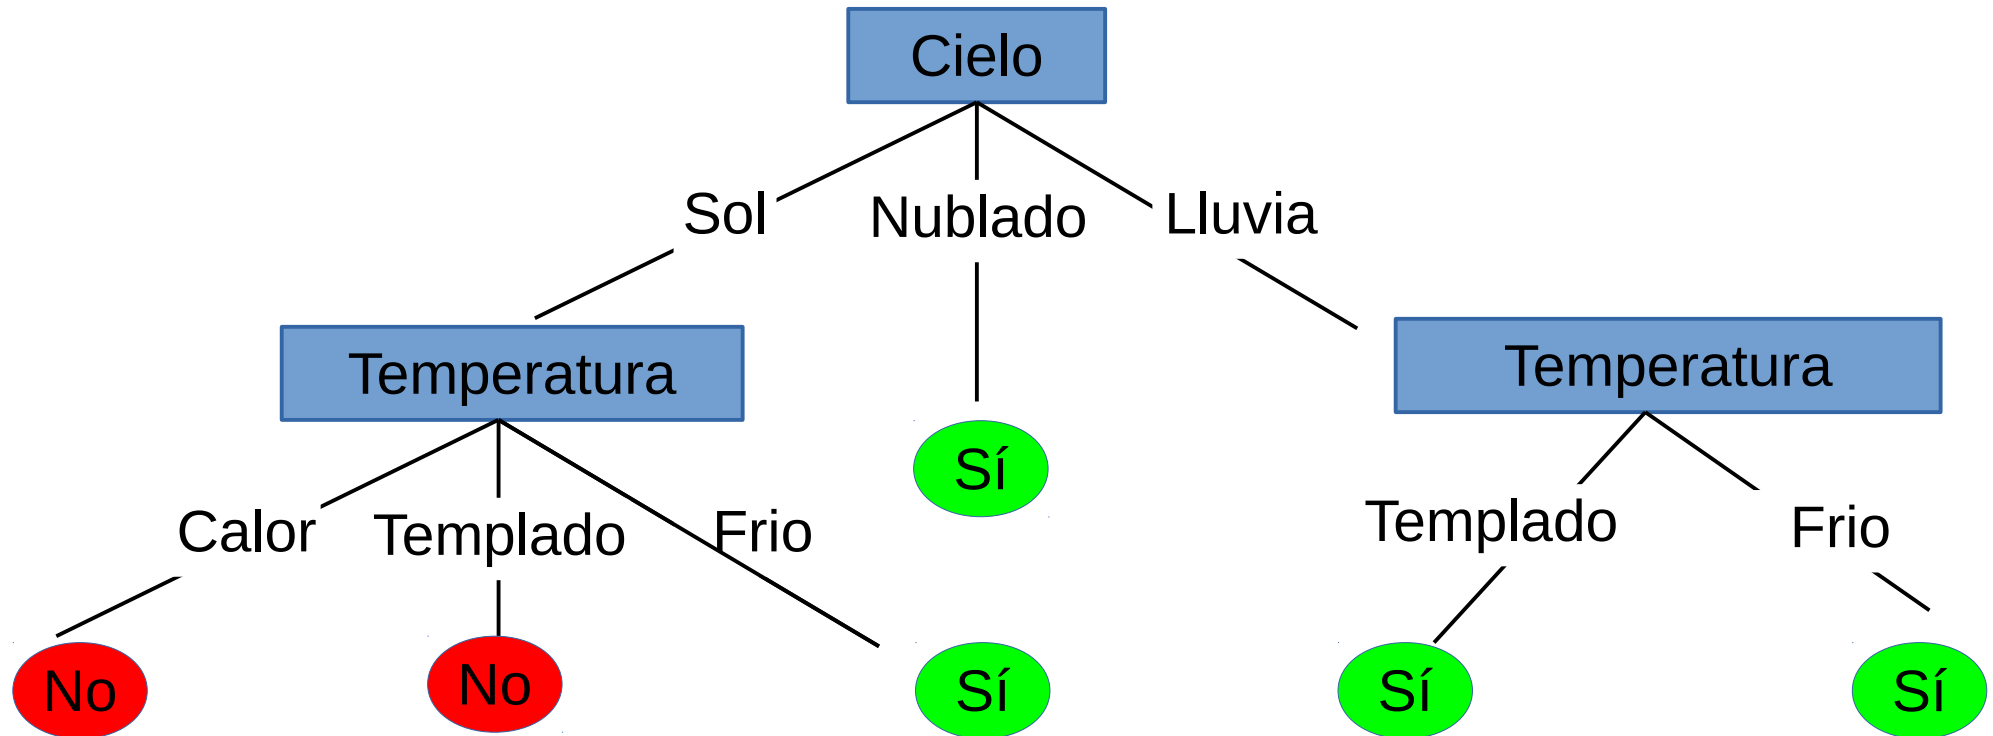 Cielo
Sol
Nublado
Lluvia
Temperatura
Temperatura
Sí
Calor
Templado
Frio
Templado
Frio
No
No
Sí
Sí
Sí